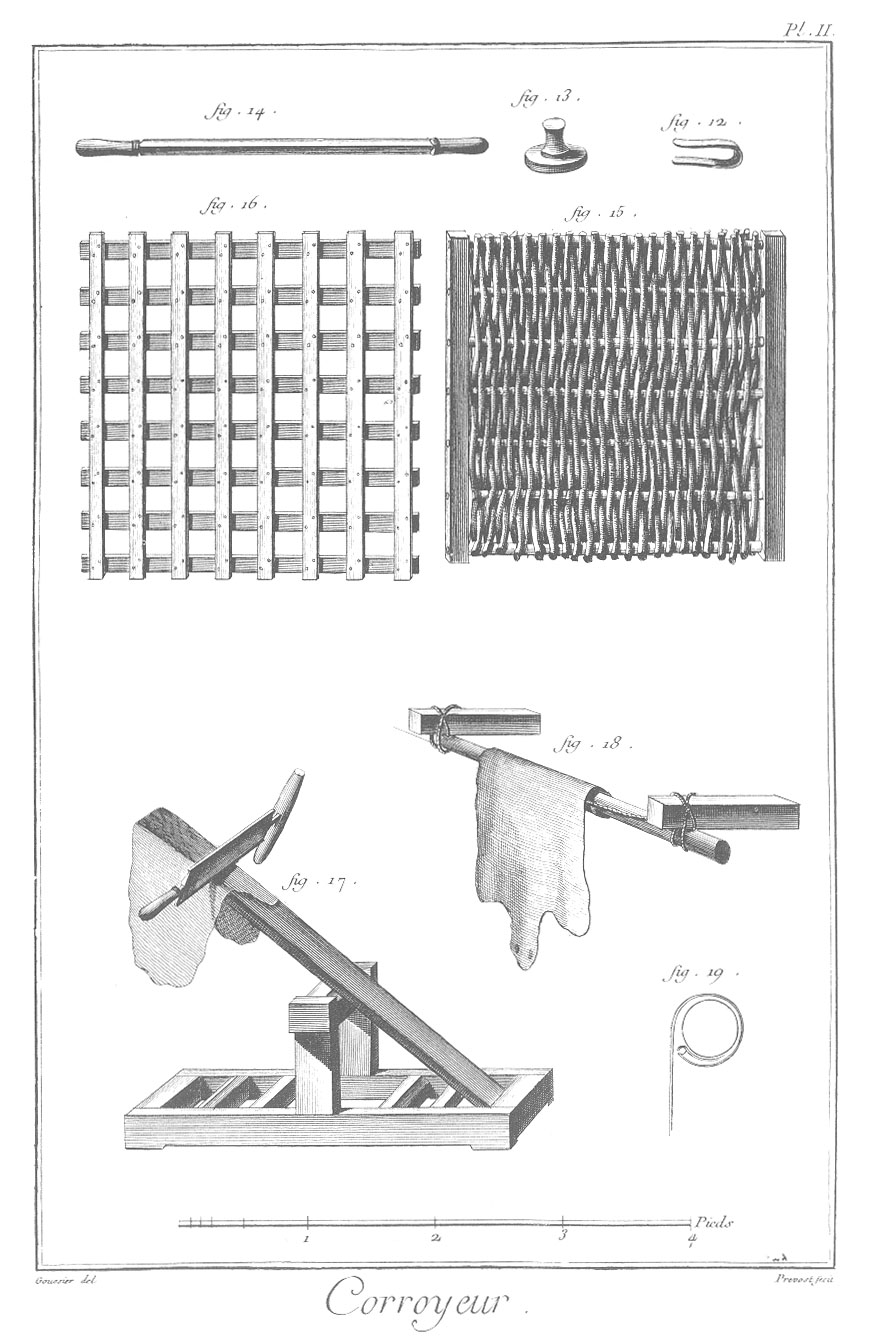 Pl. II.
fig. 14.
fig. 13.
fig. 12.
fig. 16.
fig. 15.
fig. 18.
fig. 17.
fig. 19.
Pieds
1 2 3 4
Goussier del.
Prevost fecit
Corroyeur.